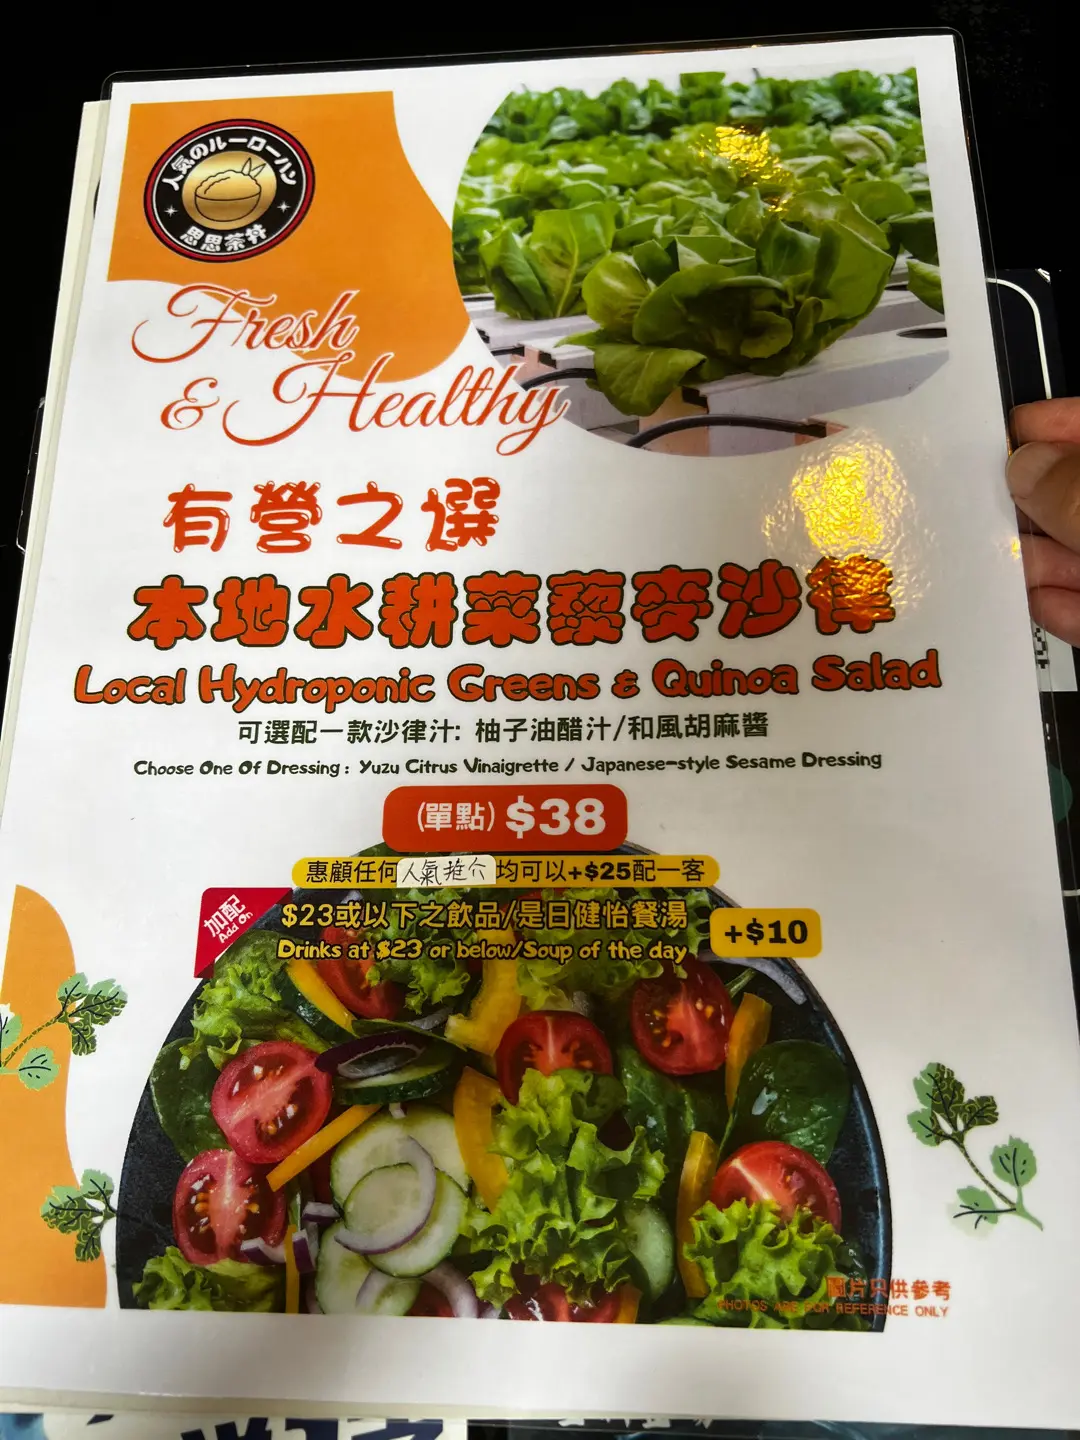 人気のルーローハン
思思茶丼
Fresh
& Healthy
有營之選
本地水耕菜藜麥沙律
Local Hydroponic Greens & Quinoa Salad
可選配一款沙律汁: 柚子油醋汁/和風胡麻醬
Choose One Of Dressing : Yuzu Citrus Vinaigrette / Japanese-style Sesame Dressing
(單點) $38
惠顧任何人氣推介均可以+$25配一客
加配
Add On
$23或以下之飲品/是日健怡餐湯
Drinks at $23 or below/Soup of the day
+$10
圖片只供參考
PHOTOS ARE FOR REFERENCE ONLY